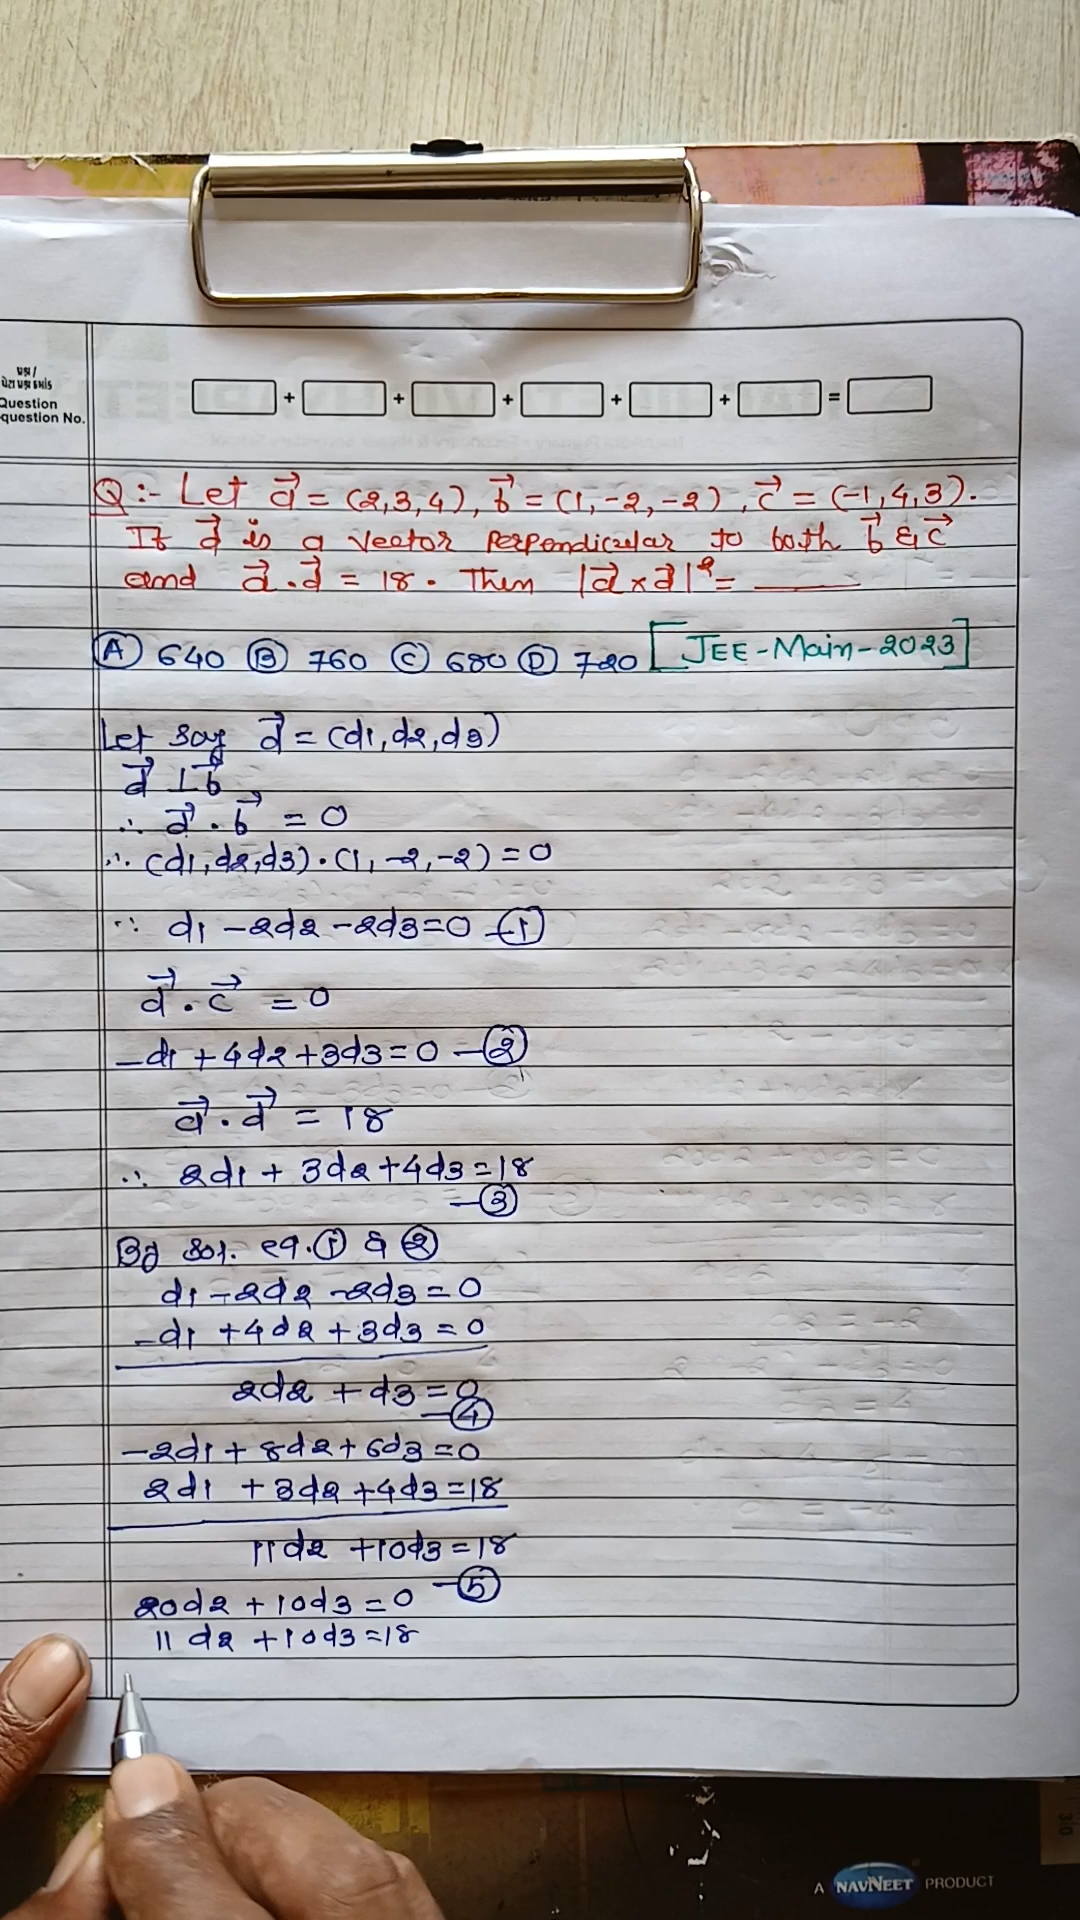 પ્રશ્ન /
પેટા પ્રશ્ન ક્રમાંક
Question
question No.
+ + + + + =
Q:- Let a⃗ = (2,3,4), b⃗ = (1,-2,-2), c⃗ = (-1,4,3).
If d⃗ is a vector perpendicular to both b⃗ & c⃗
and a⃗ . d⃗ = 18. Then |a⃗ × d⃗|² = ____
Ⓐ 640 Ⓑ 760 Ⓒ 680 Ⓓ 720 [JEE-Main-2023]
Let say d⃗ = (d1, d2, d3)
d⃗ ⊥ b⃗
∴ d⃗ . b⃗ = 0
∴ (d1, d2, d3) . (1, -2, -2) = 0
∴ d1 - 2d2 - 2d3 = 0 -①
d⃗ . c⃗ = 0
-d1 + 4d2 + 3d3 = 0 -②
a⃗ . d⃗ = 18
∴ 2d1 + 3d2 + 4d3 = 18
-③
By sol. eq. ① & ②
d1 - 2d2 - 2d3 = 0
-d1 + 4d2 + 3d3 = 0
2d2 + d3 = 0
-④
-2d1 + 8d2 + 6d3 = 0
2d1 + 3d2 + 4d3 = 18
11d2 + 10d3 = 18
-⑤
20d2 + 10d3 = 0
11d2 + 10d3 = 18
A NAVNEET PRODUCT